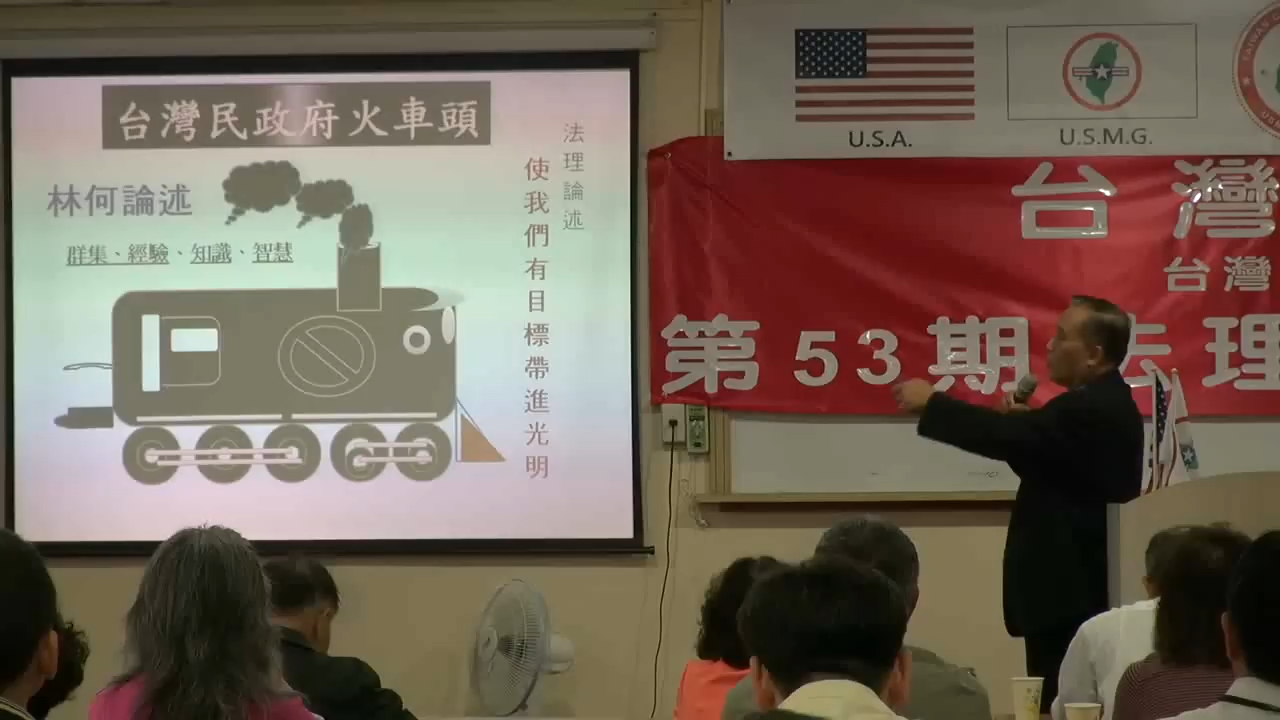 台灣民政府火車頭
林何論述
群集、經驗、知識、智慧
法理論述
使我們有目標帶進光明
U.S.A.
U.S.M.G.
台灣
台灣
第53期法理